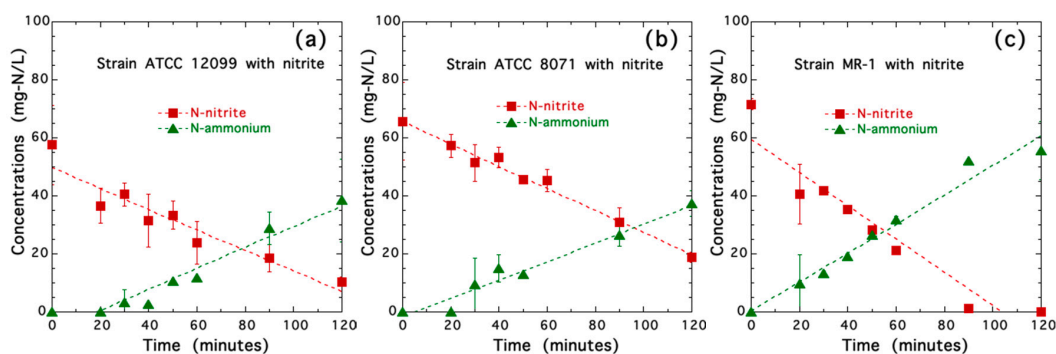 (a)
Strain ATCC 12099 with nitrite
N-nitrite
N-ammonium
Concentrations (mg-N/L)
100
80
60
40
20
0
0 20 40 60 80 100 120
Time (minutes)
(b)
Strain ATCC 8071 with nitrite
N-nitrite
N-ammonium
Concentrations (mg-N/L)
100
80
60
40
20
0
0 20 40 60 80 100 120
Time (minutes)
(c)
Strain MR-1 with nitrite
N-nitrite
N-ammonium
Concentrations (mg-N/L)
100
80
60
40
20
0
0 20 40 60 80 100 120
Time (minutes)